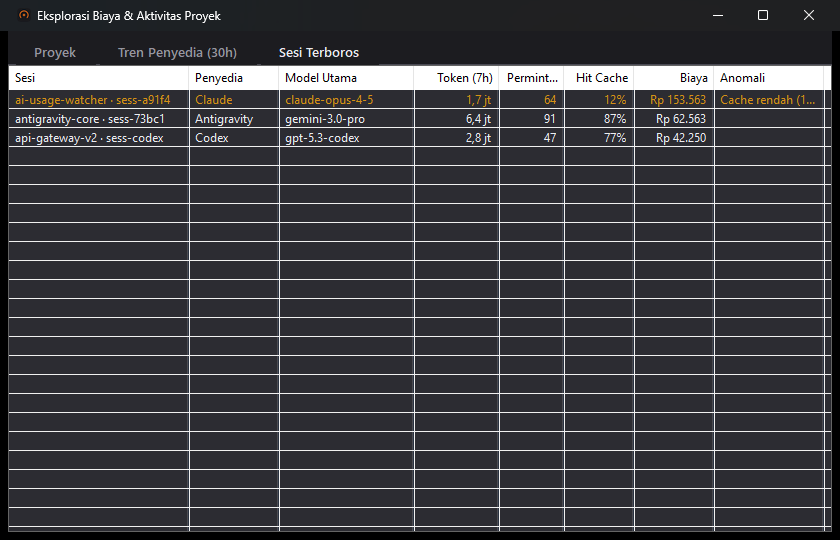 Eksplorasi Biaya & Aktivitas Proyek
Proyek Tren Penyedia (30h) Sesi Terboros
Sesi Penyedia Model Utama Token (7h) Permint... Hit Cache Biaya Anomali
ai-usage-watcher · sess-a91f4 Claude claude-opus-4-5 1,7 jt 64 12% Rp 153.563 Cache rendah (1...
antigravity-core · sess-73bc1 Antigravity gemini-3.0-pro 6,4 jt 91 87% Rp 62.563
api-gateway-v2 · sess-codex Codex gpt-5.3-codex 2,8 jt 47 77% Rp 42.250